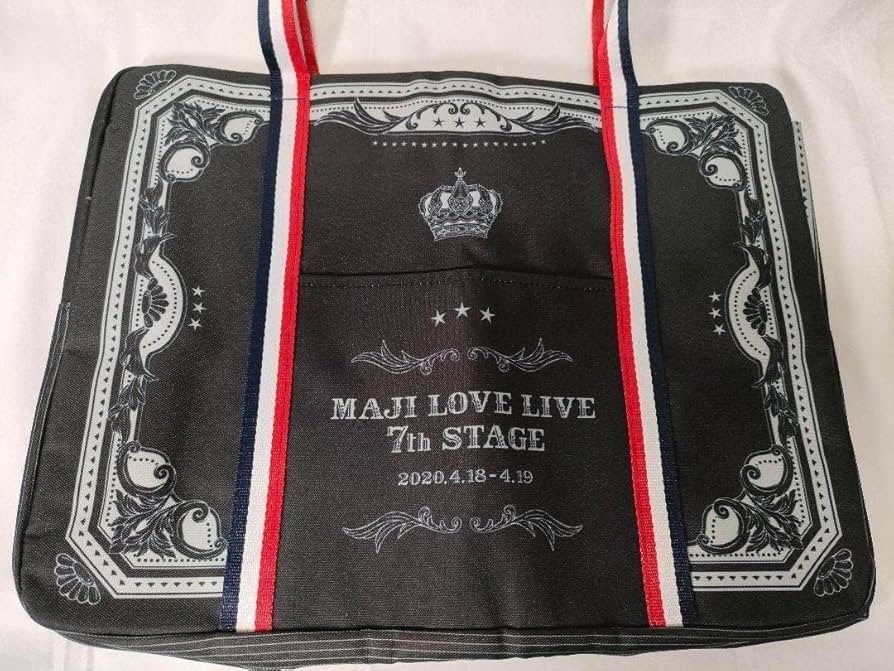 MAJI LOVE LIVE
7th STAGE
2020.4.18-4.19